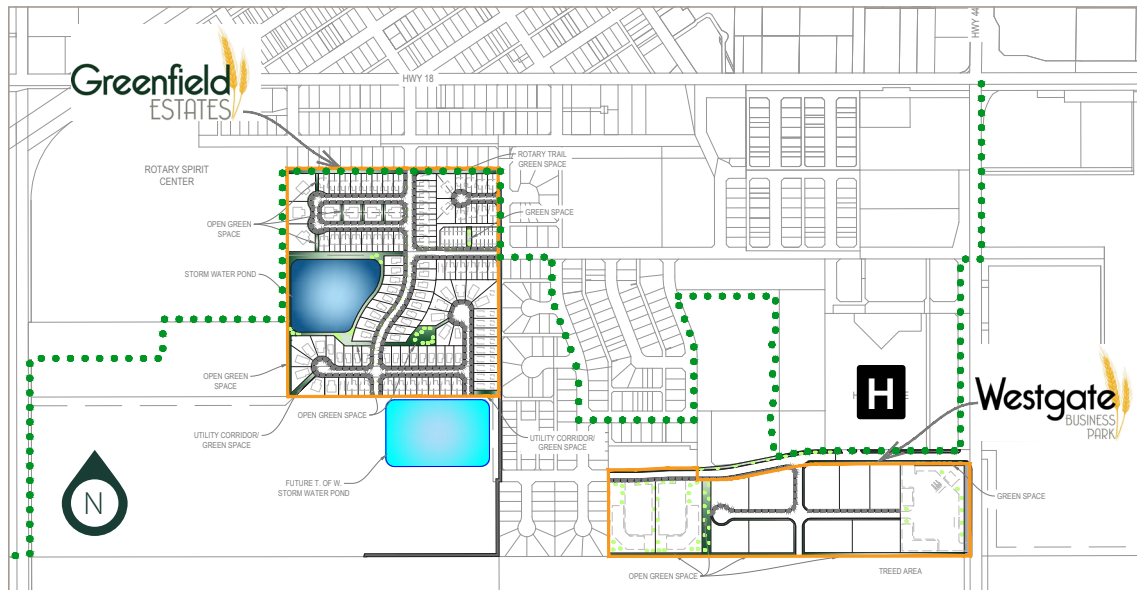 HWY 18
HWY 44
Greenfield
ESTATES
ROTARY SPIRIT
CENTER
ROTARY TRAIL
GREEN SPACE
OPEN GREEN
SPACE
GREEN SPACE
STORM WATER POND
OPEN GREEN
SPACE
OPEN GREEN SPACE
UTILITY CORRIDOR/
GREEN SPACE
UTILITY CORRIDOR/
GREEN SPACE
FUTURE T. OF W.
STORM WATER POND
N
H
Westgate
BUSINESS
PARK
GREEN SPACE
OPEN GREEN SPACE
TREED AREA